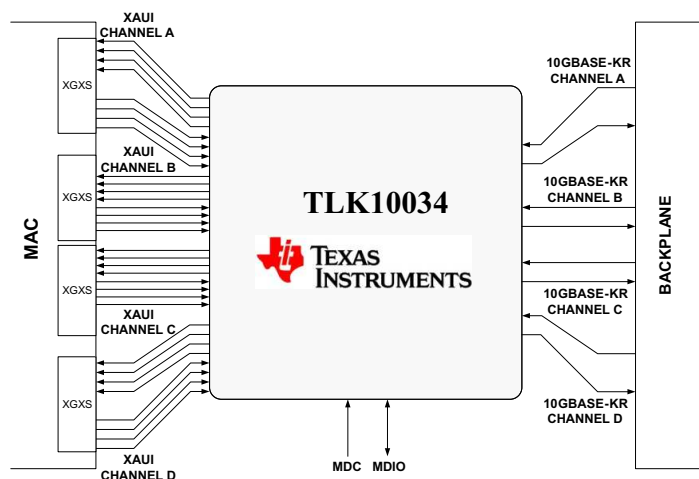 XAUI
CHANNEL A
XGXS
XAUI
CHANNEL B
XGXS
MAC
XGXS
XAUI
CHANNEL C
XGXS
XAUI
CHANNEL D
TLK10034
TEXAS
INSTRUMENTS
MDC
MDIO
10GBASE-KR
CHANNEL A
10GBASE-KR
CHANNEL B
10GBASE-KR
CHANNEL C
10GBASE-KR
CHANNEL D
BACKPLANE